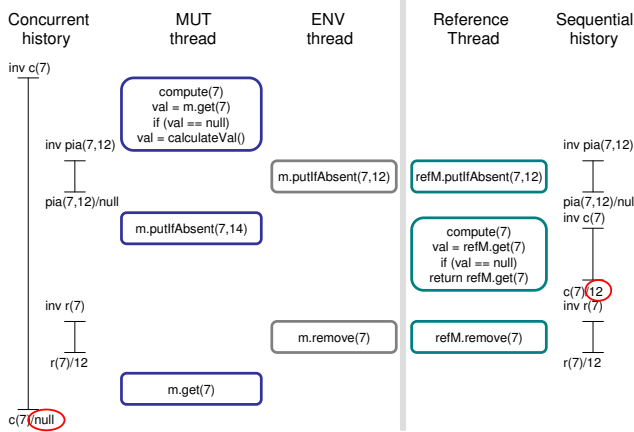 Concurrent history
MUT thread
ENV thread
Reference Thread
Sequential history
inv c(7)
compute(7)
val = m.get(7)
if (val == null)
val = calculateVal()
inv pia(7,12)
inv pia(7,12)
m.putIfAbsent(7,12)
refM.putIfAbsent(7,12)
pia(7,12)/null
pia(7,12)/nul
inv c(7)
m.putIfAbsent(7,14)
compute(7)
val = refM.get(7)
if (val == null)
return refM.get(7)
c(7)/12
inv r(7)
inv r(7)
m.remove(7)
refM.remove(7)
r(7)/12
r(7)/12
m.get(7)
c(7)/null